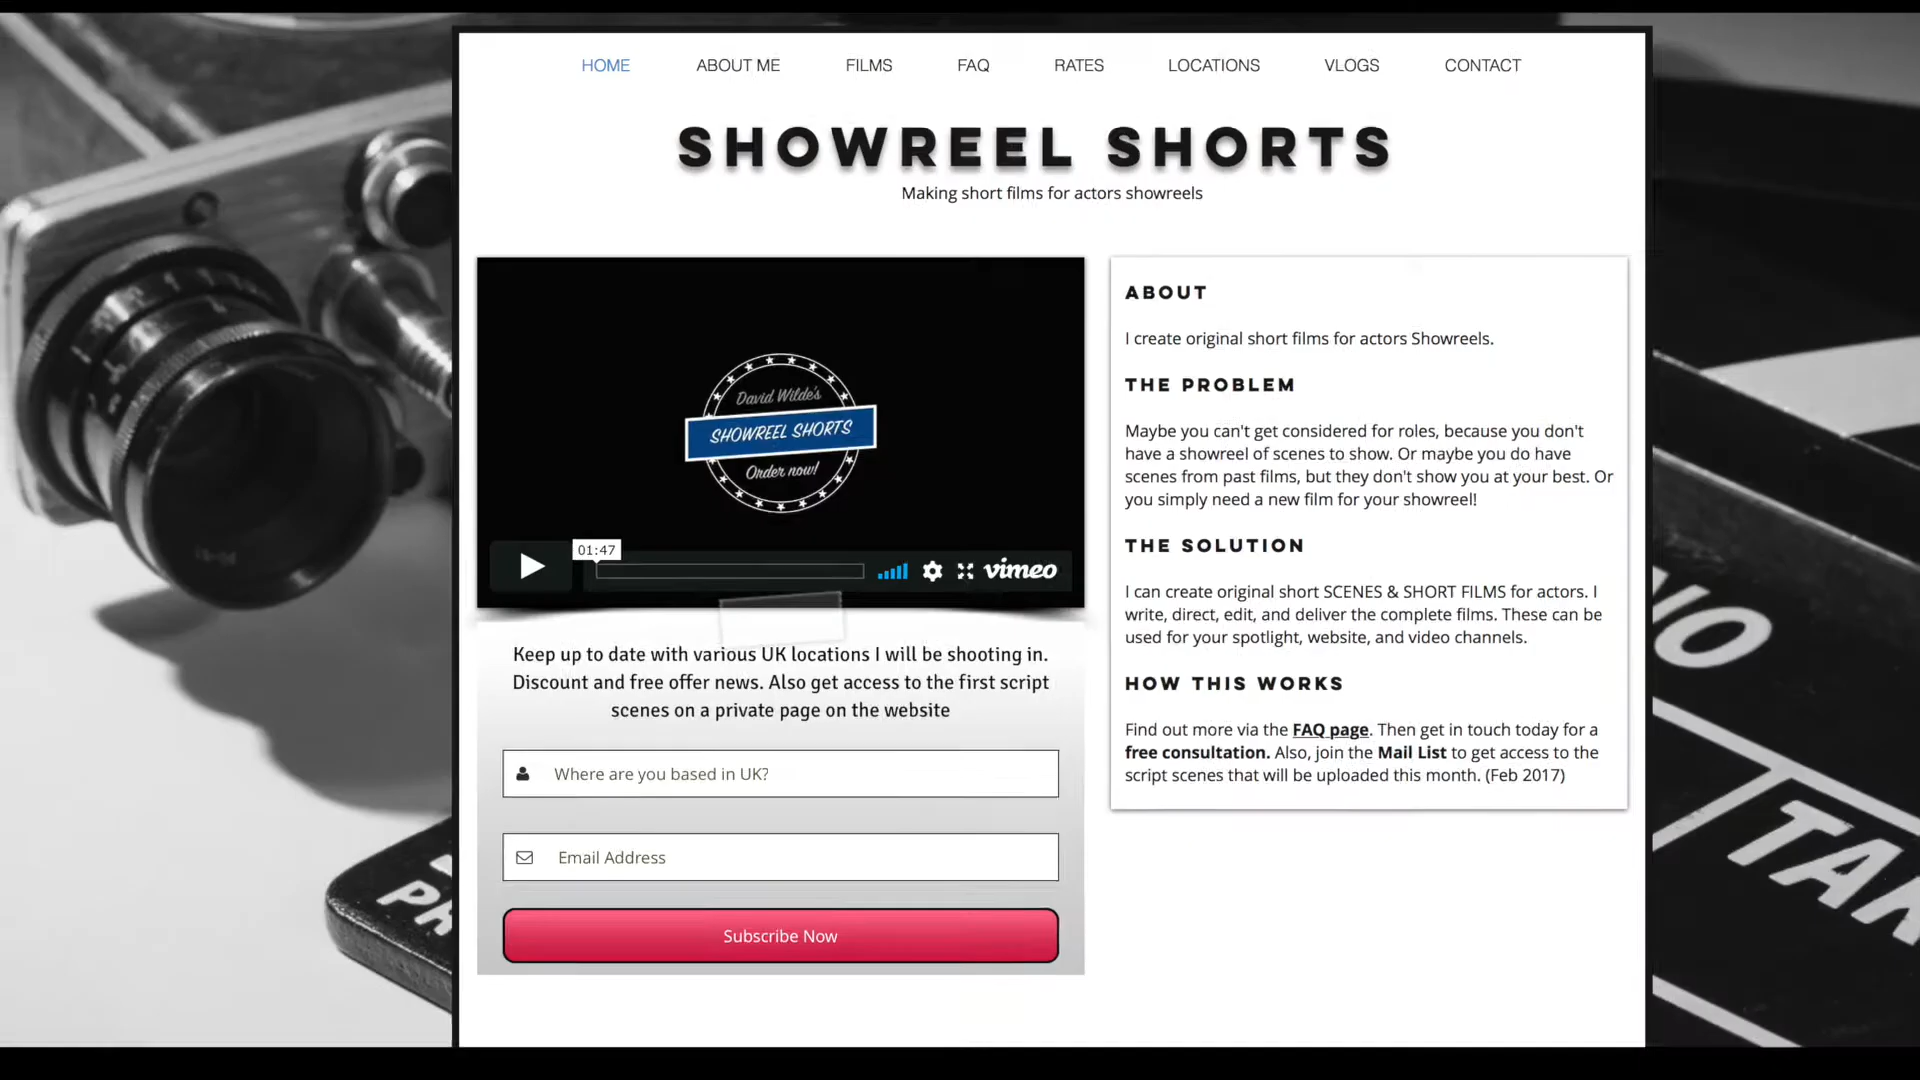 HOME ABOUT ME FILMS FAQ RATES LOCATIONS VLOGS CONTACT
SHOWREEL SHORTS
Making short films for actors showreels
David Wilde's
SHOWREEL SHORTS
Order now!
01:47
vimeo
Keep up to date with various UK locations I will be shooting in.
Discount and free offer news. Also get access to the first script
scenes on a private page on the website
Where are you based in UK?
Email Address
Subscribe Now
ABOUT
I create original short films for actors Showreels.
THE PROBLEM
Maybe you can't get considered for roles, because you don't
have a showreel of scenes to show. Or maybe you do have
scenes from past films, but they don't show you at your best. Or
you simply need a new film for your showreel!
THE SOLUTION
I can create original short SCENES & SHORT FILMS for actors. I
write, direct, edit, and deliver the complete films. These can be
used for your spotlight, website, and video channels.
HOW THIS WORKS
Find out more via the FAQ page. Then get in touch today for a
free consultation. Also, join the Mail List to get access to the
script scenes that will be uploaded this month. (Feb 2017)